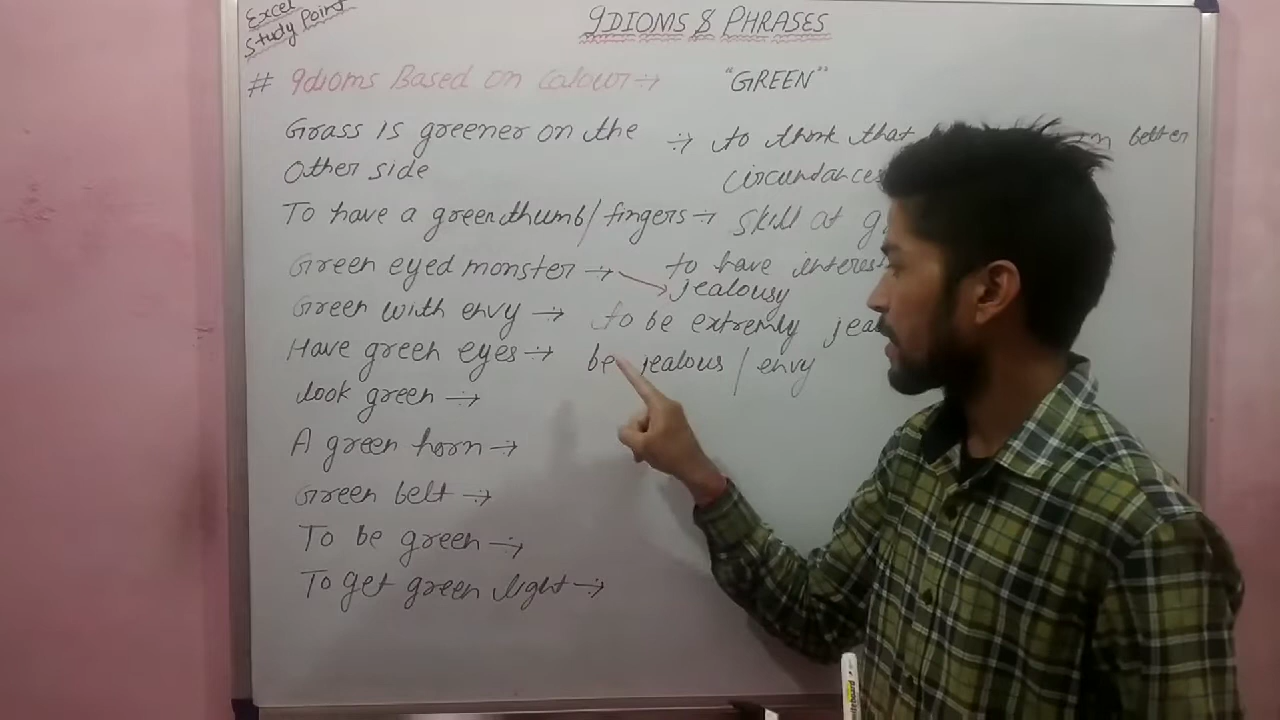 Excel
Study Point
IDIOMS & PHRASES
# Idioms Based on Colour → "GREEN"
Grass is greener on the → to think that better
Other side circumdances
To have a green thumb/fingers → skill at
Green eyed monster → to have
→ jealousy
Green with envy → to be extremly
Have green eyes → be jealous / envy
look green →
A green horn →
Green belt →
To be green →
To get green light →